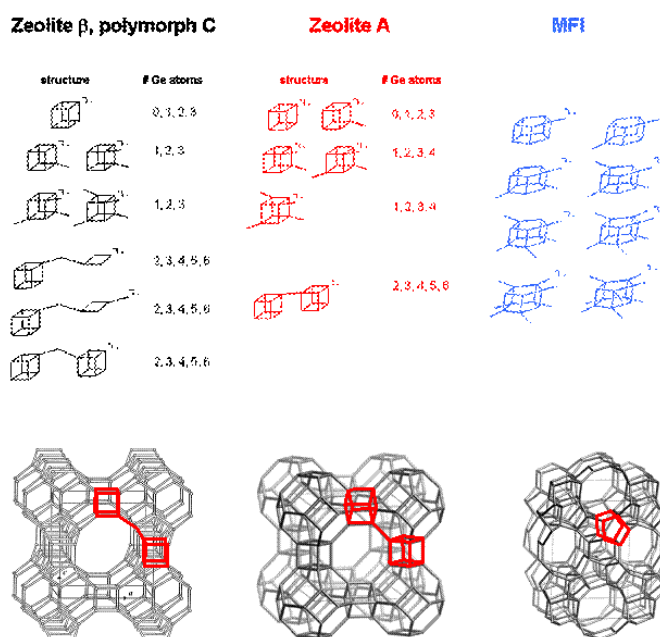 Zeolite β, polymorph C
structure # Ge atoms
0, 1, 2, 3
1, 2, 3
1, 2, 3
2, 3, 4, 5, 6
2, 3, 4, 5, 6
2, 3, 4, 5, 6
Zeolite A
structure # Ge atoms
0, 1, 2, 3
1, 2, 3, 4
1, 2, 3, 4
2, 3, 4, 5, 6
MFI